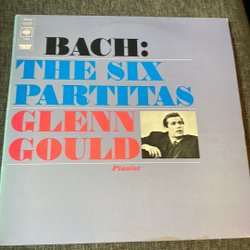 BACH:
THE SIX
PARTITAS
GLENN
GOULD
Pianist